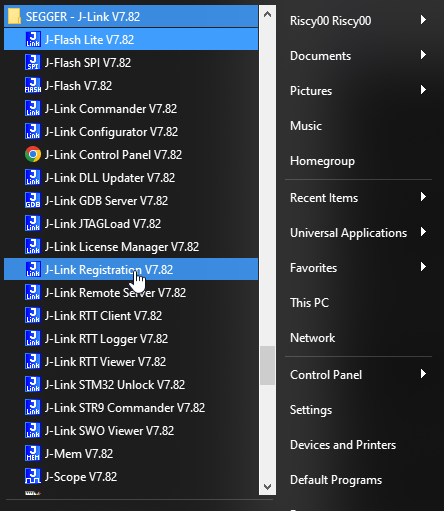 SEGGER - J-Link V7.82
J-Flash Lite V7.82
J-Flash SPI V7.82
J-Flash V7.82
J-Link Commander V7.82
J-Link Configurator V7.82
J-Link Control Panel V7.82
J-Link DLL Updater V7.82
J-Link GDB Server V7.82
J-Link JTAGLoad V7.82
J-Link License Manager V7.82
J-Link Registration V7.82
J-Link Remote Server V7.82
J-Link RTT Client V7.82
J-Link RTT Logger V7.82
J-Link RTT Viewer V7.82
J-Link STM32 Unlock V7.82
J-Link STR9 Commander V7.82
J-Link SWO Viewer V7.82
J-Mem V7.82
J-Scope V7.82
Riscy00 Riscy00
Documents
Pictures
Music
Homegroup
Recent Items
Universal Applications
Favorites
This PC
Network
Control Panel
Settings
Devices and Printers
Default Programs